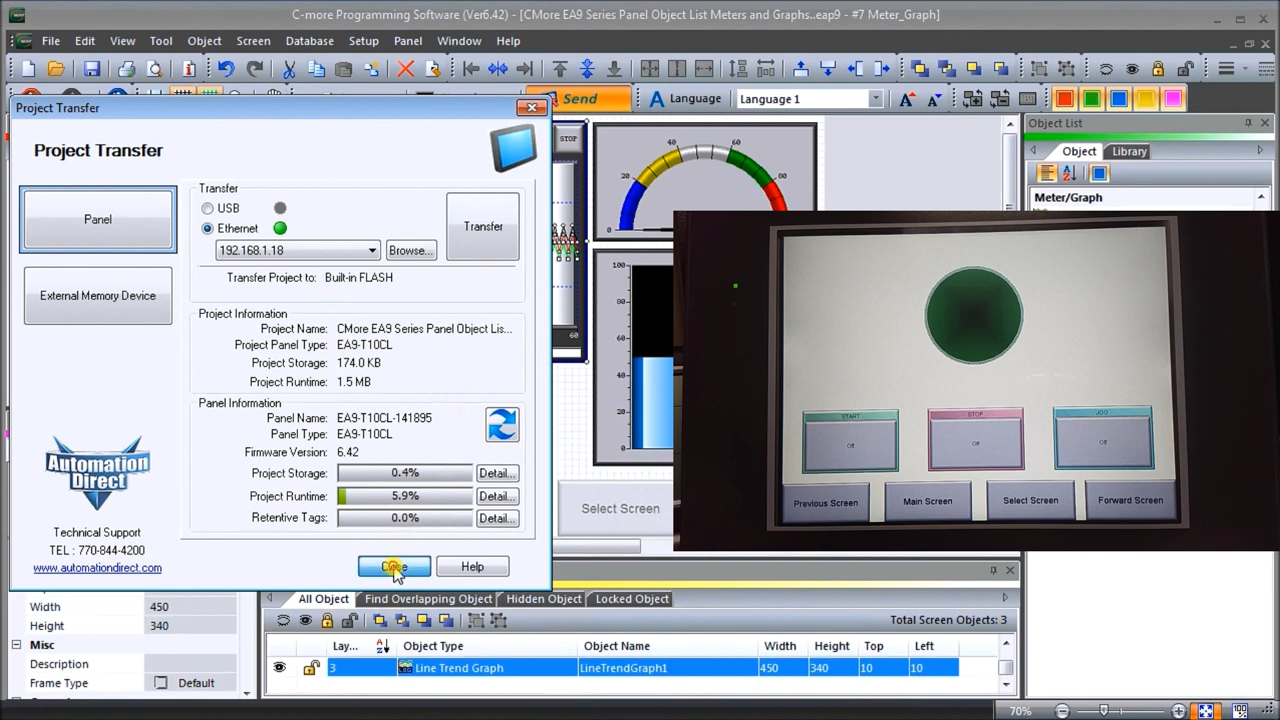 C-more Programming Software (Ver6.42) - [CMore EA9 Series Panel Object List Meters and Graphs..eap9 - #7 Meter_Graph]
File Edit View Tool Object Screen Database Setup Panel Window Help
Send Language Language 1
Project Transfer
Project Transfer
Panel
External Memory Device
Automation
Direct
Technical Support
TEL : 770-844-4200
www.automationdirect.com
Transfer
USB
Ethernet
192.168.1.18 Browse...
Transfer
Transfer Project to: Built-in FLASH
Project Information
Project Name: CMore EA9 Series Panel Object Lis...
Project Panel Type: EA9-T10CL
Project Storage: 174.0 KB
Project Runtime: 1.5 MB
Panel Information
Panel Name: EA9-T10CL-141895
Panel Type: EA9-T10CL
Firmware Version: 6.42
Project Storage: 0.4% Detail...
Project Runtime: 5.9% Detail...
Retentive Tags: 0.0% Detail...
Close Help
STOP
60
0 20 40 60 80
100
80
60
40
20
0
Select Screen
Object List
Object Library
Meter/Graph
START STOP JOG
Off Off Off
Previous Screen Main Screen Select Screen Forward Screen
Width 450
Height 340
Misc
Description
Frame Type Default
All Object Find Overlapping Object Hidden Object Locked Object
Total Screen Objects: 3
Lay... Object Type Object Name Width Height Top Left
3 Line Trend Graph LineTrendGraph1 450 340 10 10
70% 100%